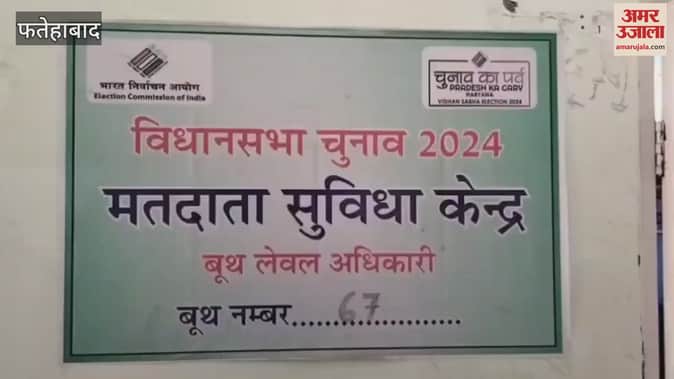 फतेहाबाद
अमर
उजाला
amarujala.com
भारत निर्वाचन आयोग
Election Commission of India
चुनाव का पर्व
PRADESH KA GARV
HARYANA
VIDHAN SABHA ELECTION 2024
विधानसभा चुनाव 2024
मतदाता सुविधा केन्द्र
बूथ लेवल अधिकारी
बूथ नम्बर......67..............